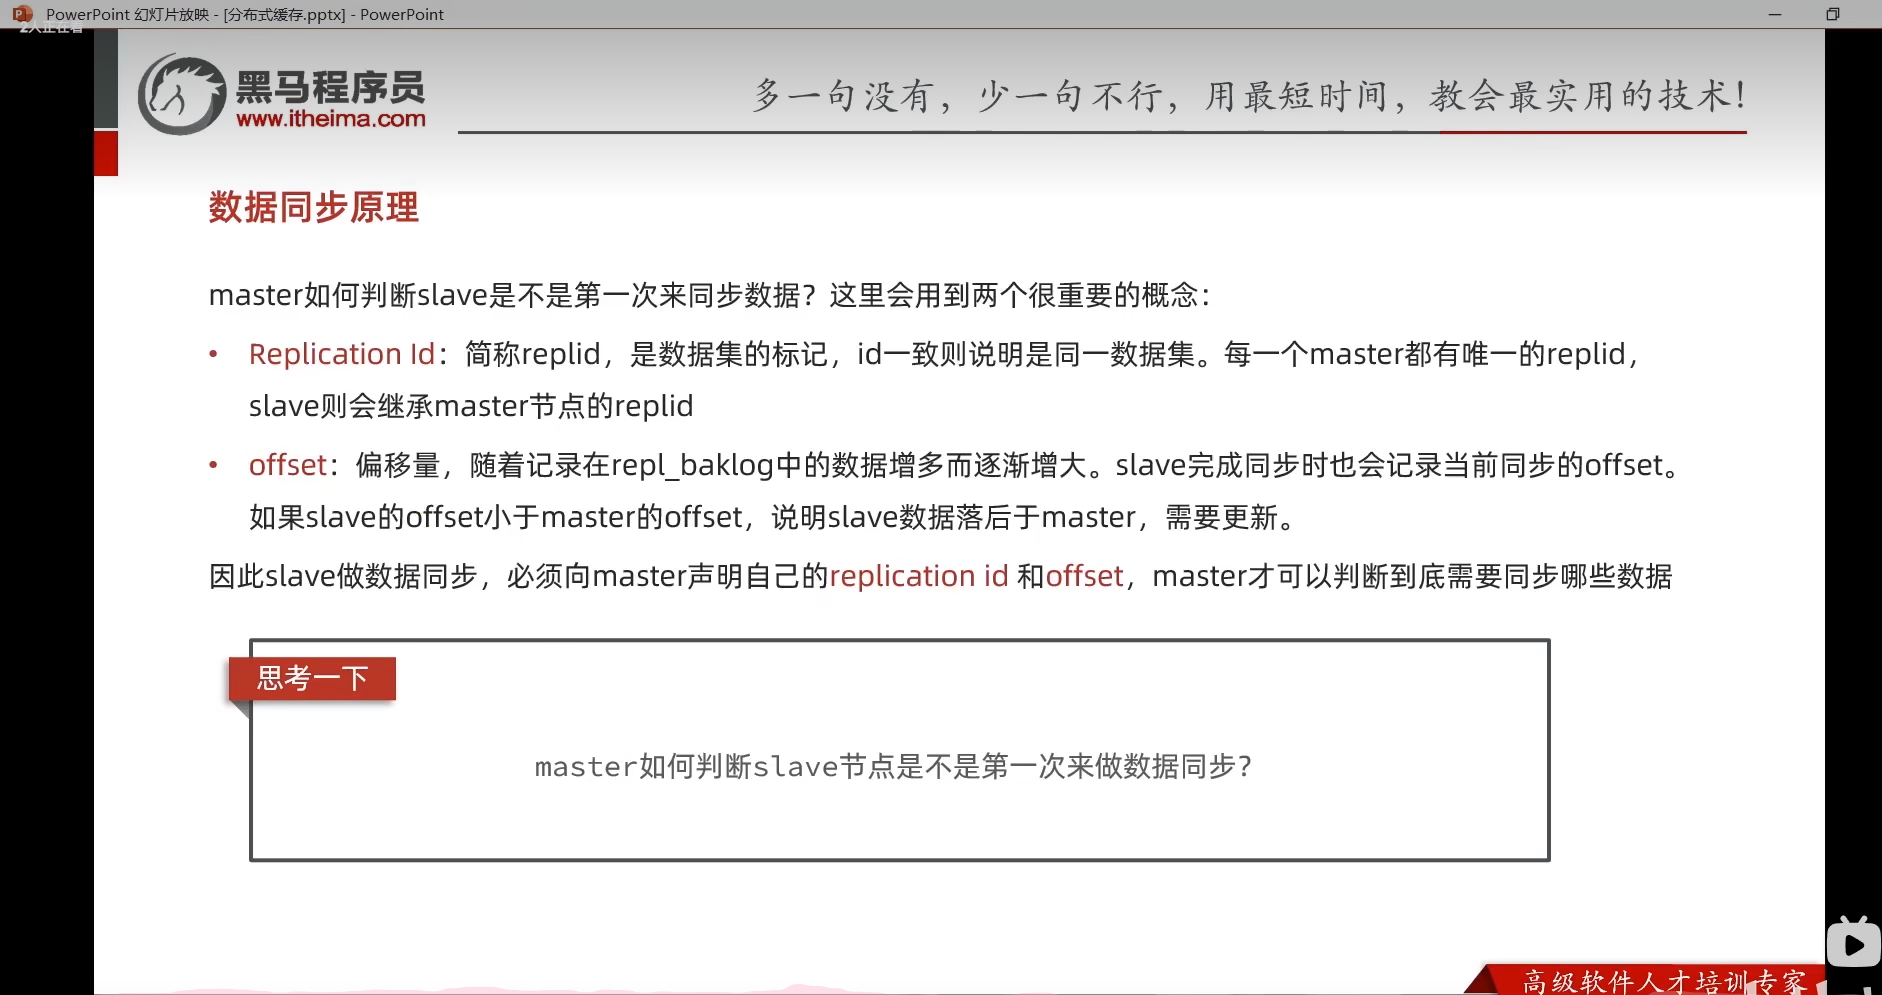 PowerPoint 幻灯片放映 - [分布式缓存.pptx] - PowerPoint
2人正在看
黑马程序员
www.itheima.com
多一句没有，少一句不行，用最短时间，教会最实用的技术！
数据同步原理
master如何判断slave是不是第一次来同步数据？这里会用到两个很重要的概念：
• Replication Id：简称replid，是数据集的标记，id一致则说明是同一数据集。每一个master都有唯一的replid，
slave则会继承master节点的replid
• offset：偏移量，随着记录在repl_baklog中的数据增多而逐渐增大。slave完成同步时也会记录当前同步的offset。
如果slave的offset小于master的offset，说明slave数据落后于master，需要更新。
因此slave做数据同步，必须向master声明自己的replication id 和offset，master才可以判断到底需要同步哪些数据
思考一下
master如何判断slave节点是不是第一次来做数据同步？
高级软件人才培训专家